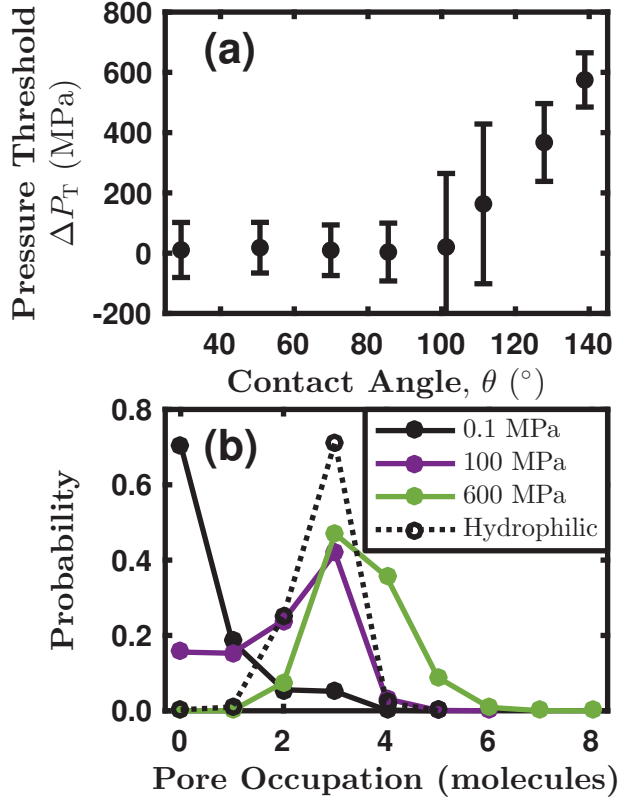 (a)
Pressure Threshold
ΔP_T (MPa)
800
600
400
200
0
-200
40 60 80 100 120 140
Contact Angle, θ (°)
(b)
Probability
0.8
0.6
0.4
0.2
0.0
0.1 MPa
100 MPa
600 MPa
Hydrophilic
0 2 4 6 8
Pore Occupation (molecules)